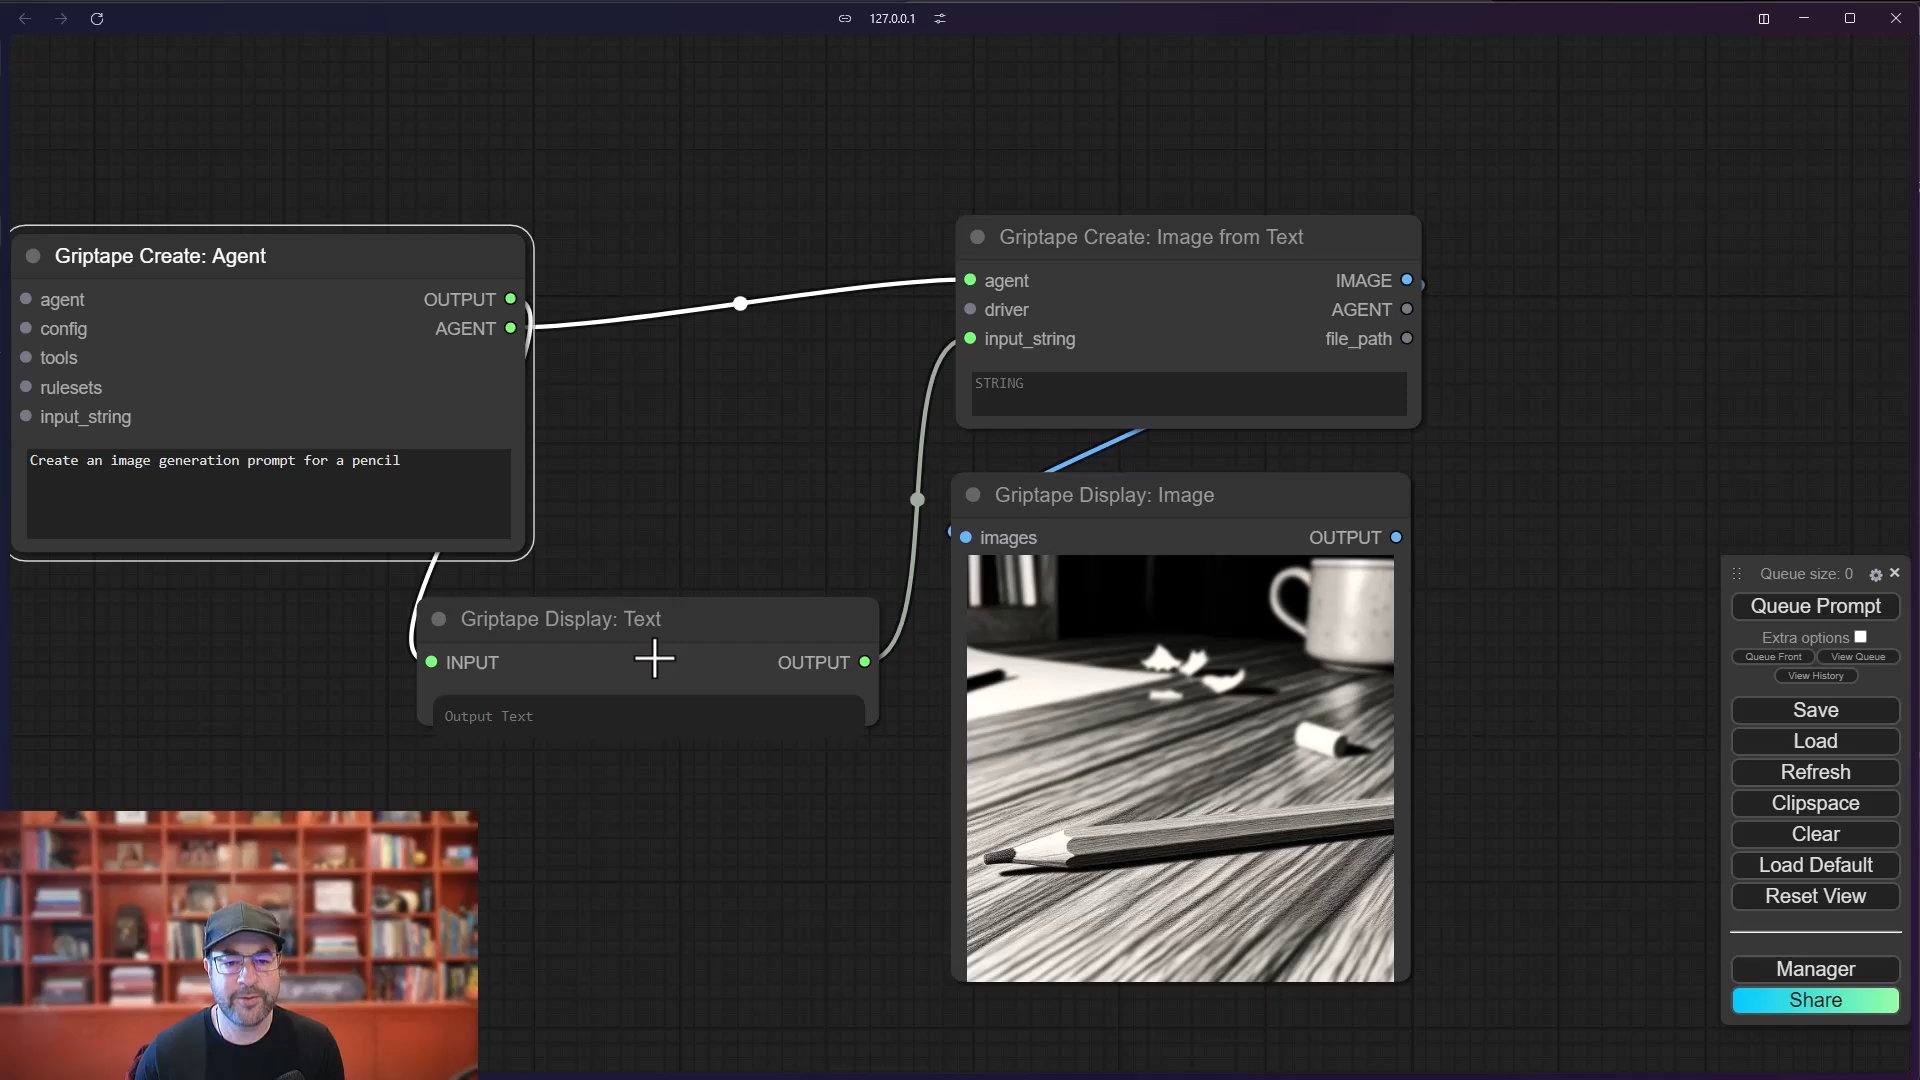 127.0.0.1
Griptape Create: Agent
agent
OUTPUT
config
AGENT
tools
rulesets
input_string
Create an image generation prompt for a pencil
Griptape Display: Text
INPUT
OUTPUT
Output Text
Griptape Create: Image from Text
agent
IMAGE
driver
AGENT
input_string
file_path
STRING
Griptape Display: Image
images
OUTPUT
Queue size: 0
Queue Prompt
Extra options
Queue Front
View Queue
View History
Save
Load
Refresh
Clipspace
Clear
Load Default
Reset View
Manager
Share